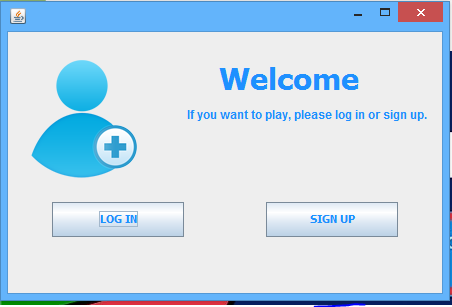 Welcome
If you want to play, please log in or sign up.
LOG IN
SIGN UP